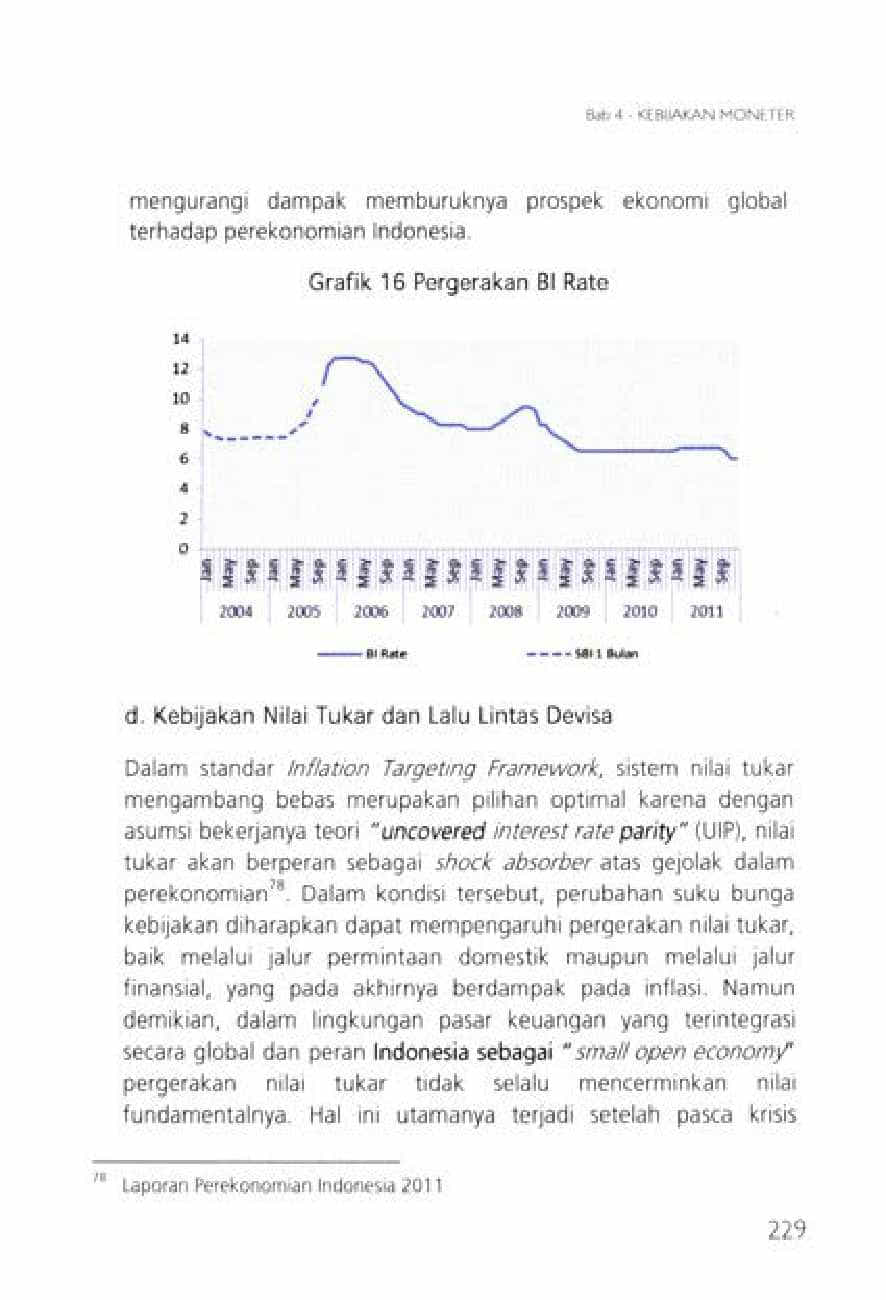 Bab 4 - KEBIJAKAN MONETER
mengurangi dampak memburuknya prospek ekonomi global
terhadap perekonomian Indonesia.
Grafik 16 Pergerakan BI Rate
14
12
10
8
6
4
2
0
Jan May Sep Jan May Sep Jan May Sep Jan May Sep Jan May Sep Jan May Sep Jan May Sep Jan May Sep
2004 2005 2006 2007 2008 2009 2010 2011
BI Rate SBI 1 Bulan
d. Kebijakan Nilai Tukar dan Lalu Lintas Devisa
Dalam standar Inflation Targeting Framework, sistem nilai tukar
mengambang bebas merupakan pilihan optimal karena dengan
asumsi bekerjanya teori "uncovered interest rate parity" (UIP), nilai
tukar akan berperan sebagai shock absorber atas gejolak dalam
perekonomian78. Dalam kondisi tersebut, perubahan suku bunga
kebijakan diharapkan dapat mempengaruhi pergerakan nilai tukar,
baik melalui jalur permintaan domestik maupun melalui jalur
finansial, yang pada akhirnya berdampak pada inflasi. Namun
demikian, dalam lingkungan pasar keuangan yang terintegrasi
secara global dan peran Indonesia sebagai "small open economy"
pergerakan nilai tukar tidak selalu mencerminkan nilai
fundamentalnya. Hal ini utamanya terjadi setelah pasca krisis
78 Laporan Perekonomian Indonesia 2011
229